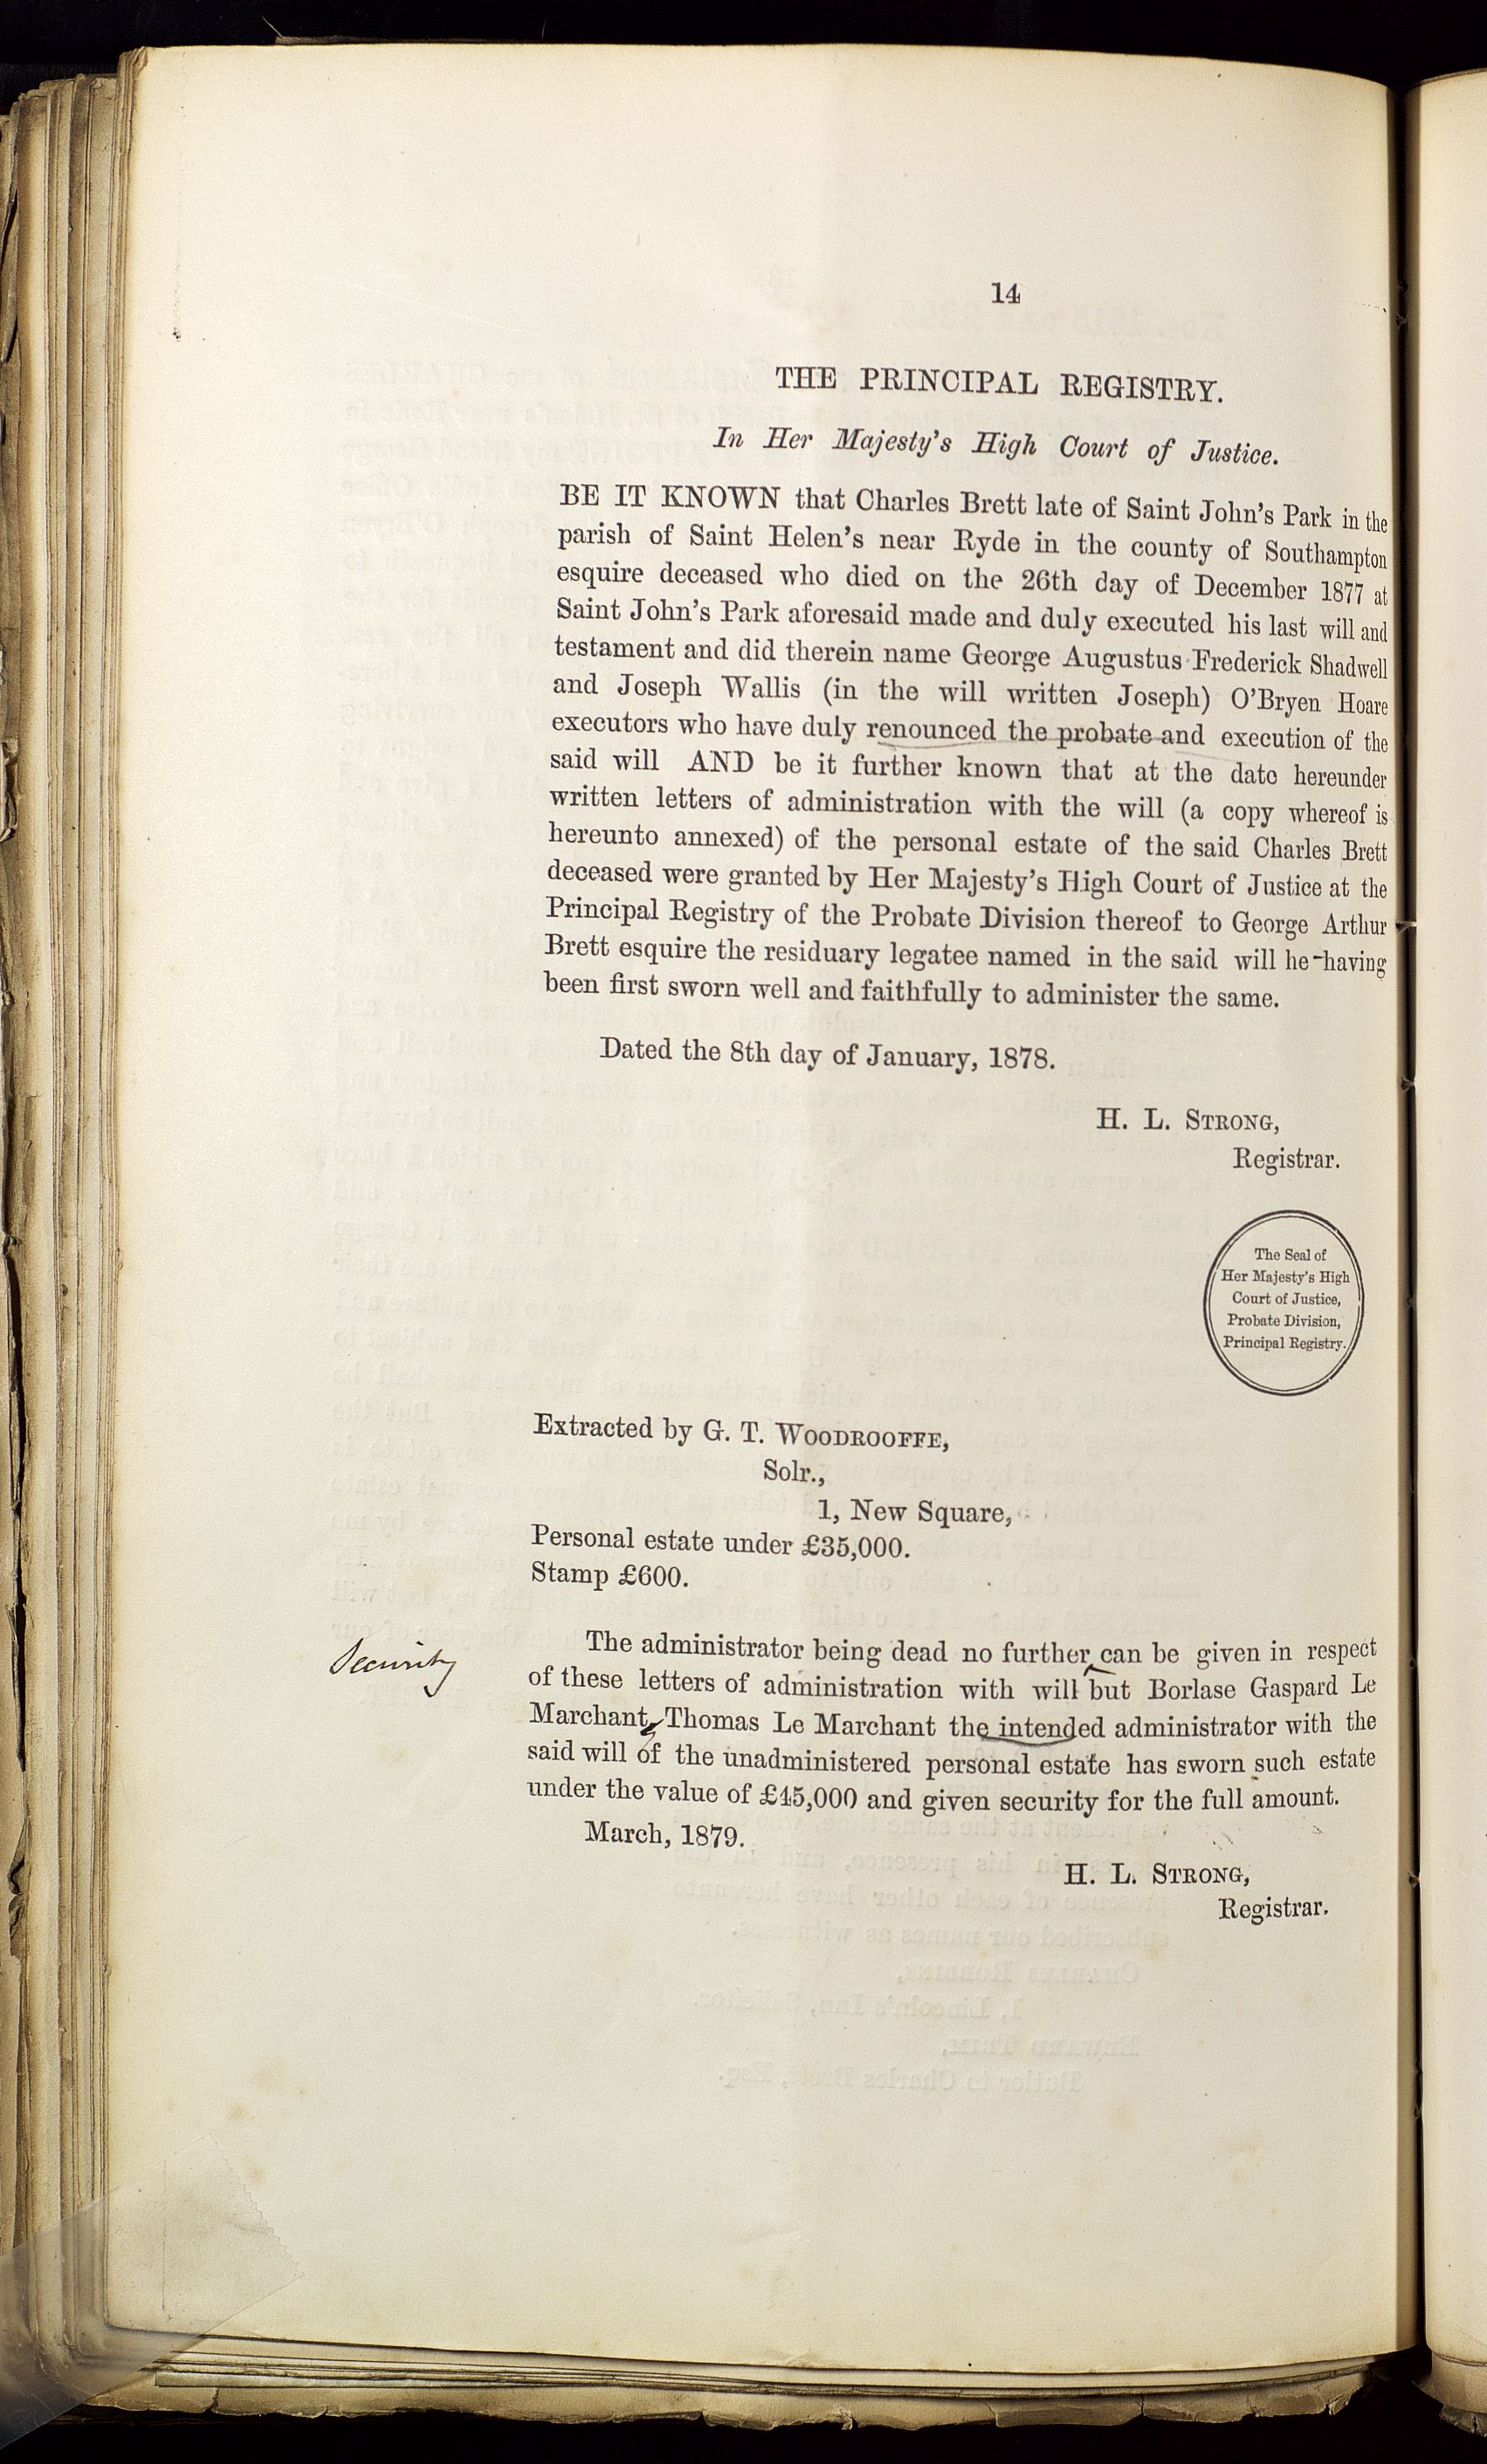 14
THE PRINCIPAL REGISTRY.
In Her Majesty's High Court of Justice.
BE IT KNOWN that Charles Brett late of Saint John's Park in the
parish of Saint Helen's near Ryde in the county of Southampton
esquire deceased who died on the 26th day of December 1877 at
Saint John's Park aforesaid made and duly executed his last will and
testament and did therein name George Augustus Frederick Shadwell
and Joseph Wallis (in the will written Joseph) O'Bryen Hoare
executors who have duly renounced the probate and execution of the
said will AND be it further known that at the date hereunder
written letters of administration with the will (a copy whereof is
hereunto annexed) of the personal estate of the said Charles Brett
deceased were granted by Her Majesty's High Court of Justice at the
Principal Registry of the Probate Division thereof to George Arthur
Brett esquire the residuary legatee named in the said will he having
been first sworn well and faithfully to administer the same.
Dated the 8th day of January, 1878.
H. L. STRONG,
Registrar.
The Seal of
Her Majesty's High
Court of Justice,
Probate Division,
Principal Registry.
Extracted by G. T. WOODROOFFE,
Solr.,
1, New Square,
Personal estate under £35,000.
Stamp £600.
Security
The administrator being dead no further can be given in respect
of these letters of administration with will but Borlase Gaspard Le
Marchant Thomas Le Marchant the intended administrator with the
said will of the unadministered personal estate has sworn such estate
under the value of £45,000 and given security for the full amount.
March, 1879.
H. L. STRONG,
Registrar.